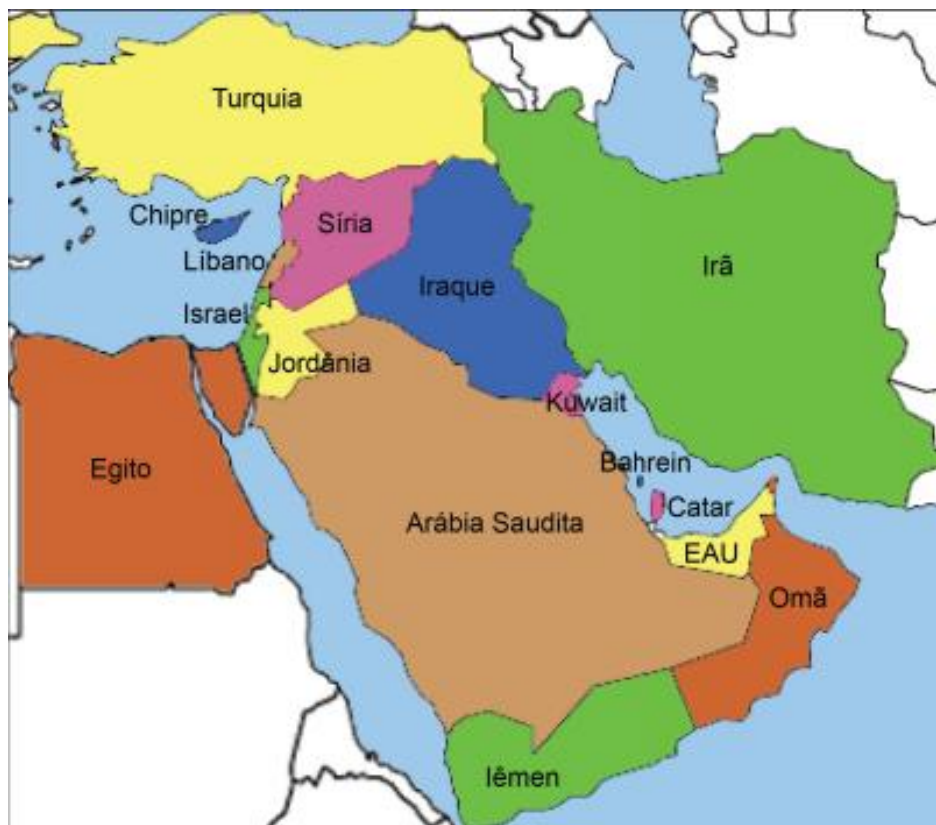 Turquia
Chipre
Síria
Líbano
Irã
Iraque
Israel
Jordânia
Kuwait
Egito
Bahrein
Catar
Arábia Saudita
EAU
Omã
Iêmen